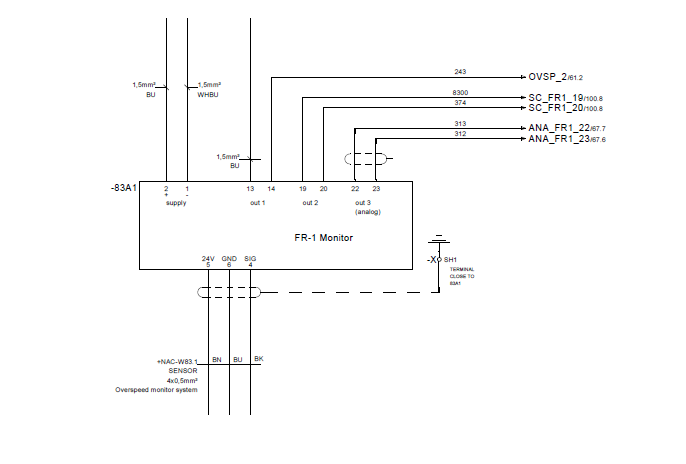 243
OVSP_2/61.2
1,5mm²
BU
1,5mm²
WHBU
8300
SC_FR1_19/100.8
374
SC_FR1_20/100.8
313
ANA_FR1_22/67.7
312
ANA_FR1_23/67.6
1,5mm²
BU
-83A1
2 1 13 14 19 20 22 23
+ -
supply out 1 out 2 out 3
(analog)
FR-1 Monitor
24V GND SIG
5 6 4
-X SH1
TERMINAL
CLOSE TO
83A1
+NAC-W83.1 BN BU BK
SENSOR
4x0,5mm²
Overspeed monitor system